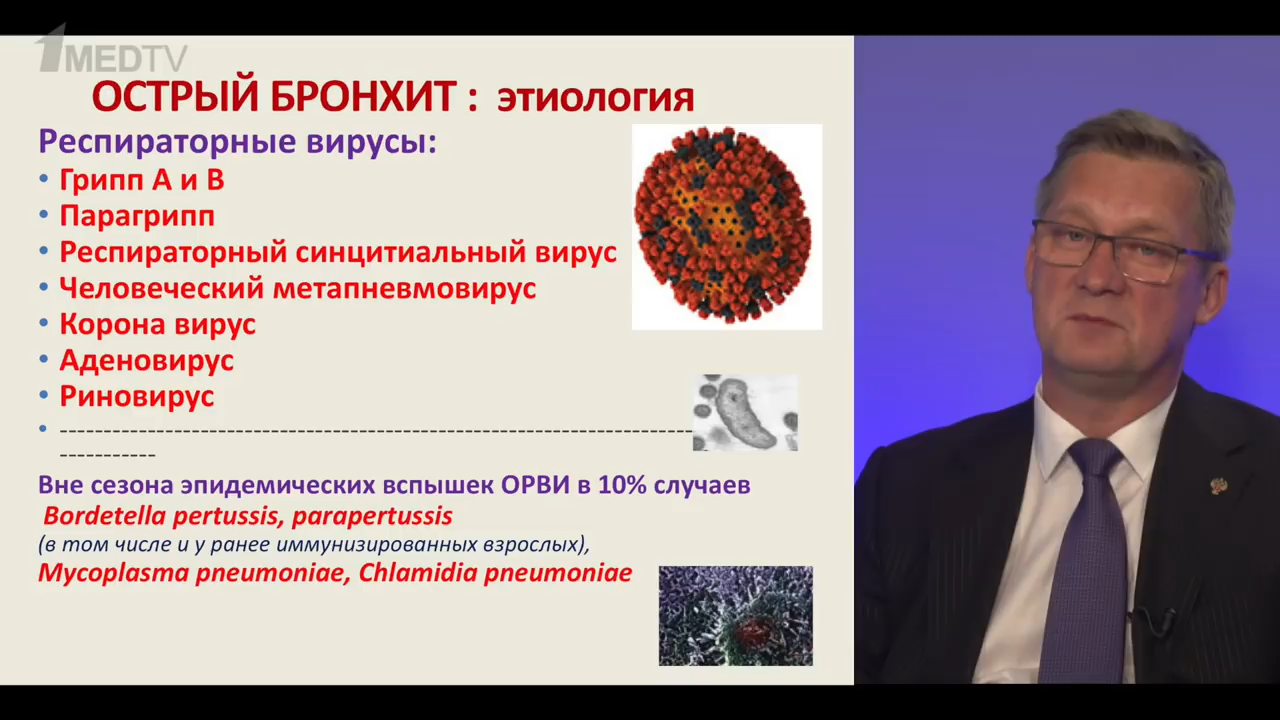 1MEDTV
ОСТРЫЙ БРОНХИТ : этиология
Респираторные вирусы:
• Грипп А и В
• Парагрипп
• Респираторный синцитиальный вирус
• Человеческий метапневмовирус
• Корона вирус
• Аденовирус
• Риновирус
• ------------------------------------------------------------------------
-----------
Вне сезона эпидемических вспышек ОРВИ в 10% случаев
Bordetella pertussis, parapertussis
(в том числе и у ранее иммунизированных взрослых),
Mycoplasma pneumoniae, Chlamidia pneumoniae